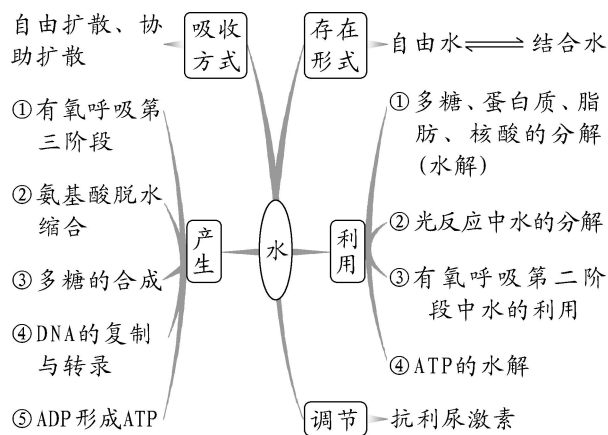 自由扩散、协
助扩散
吸收
方式
存在
形式
自由水⇌结合水
①有氧呼吸第
三阶段
②氨基酸脱水
缩合
③多糖的合成
④DNA的复制
与转录
⑤ADP形成ATP
产
生
水
利
用
①多糖、蛋白质、脂
肪、核酸的分解
(水解)
②光反应中水的分解
③有氧呼吸第二阶
段中水的利用
④ATP的水解
调节
抗利尿激素